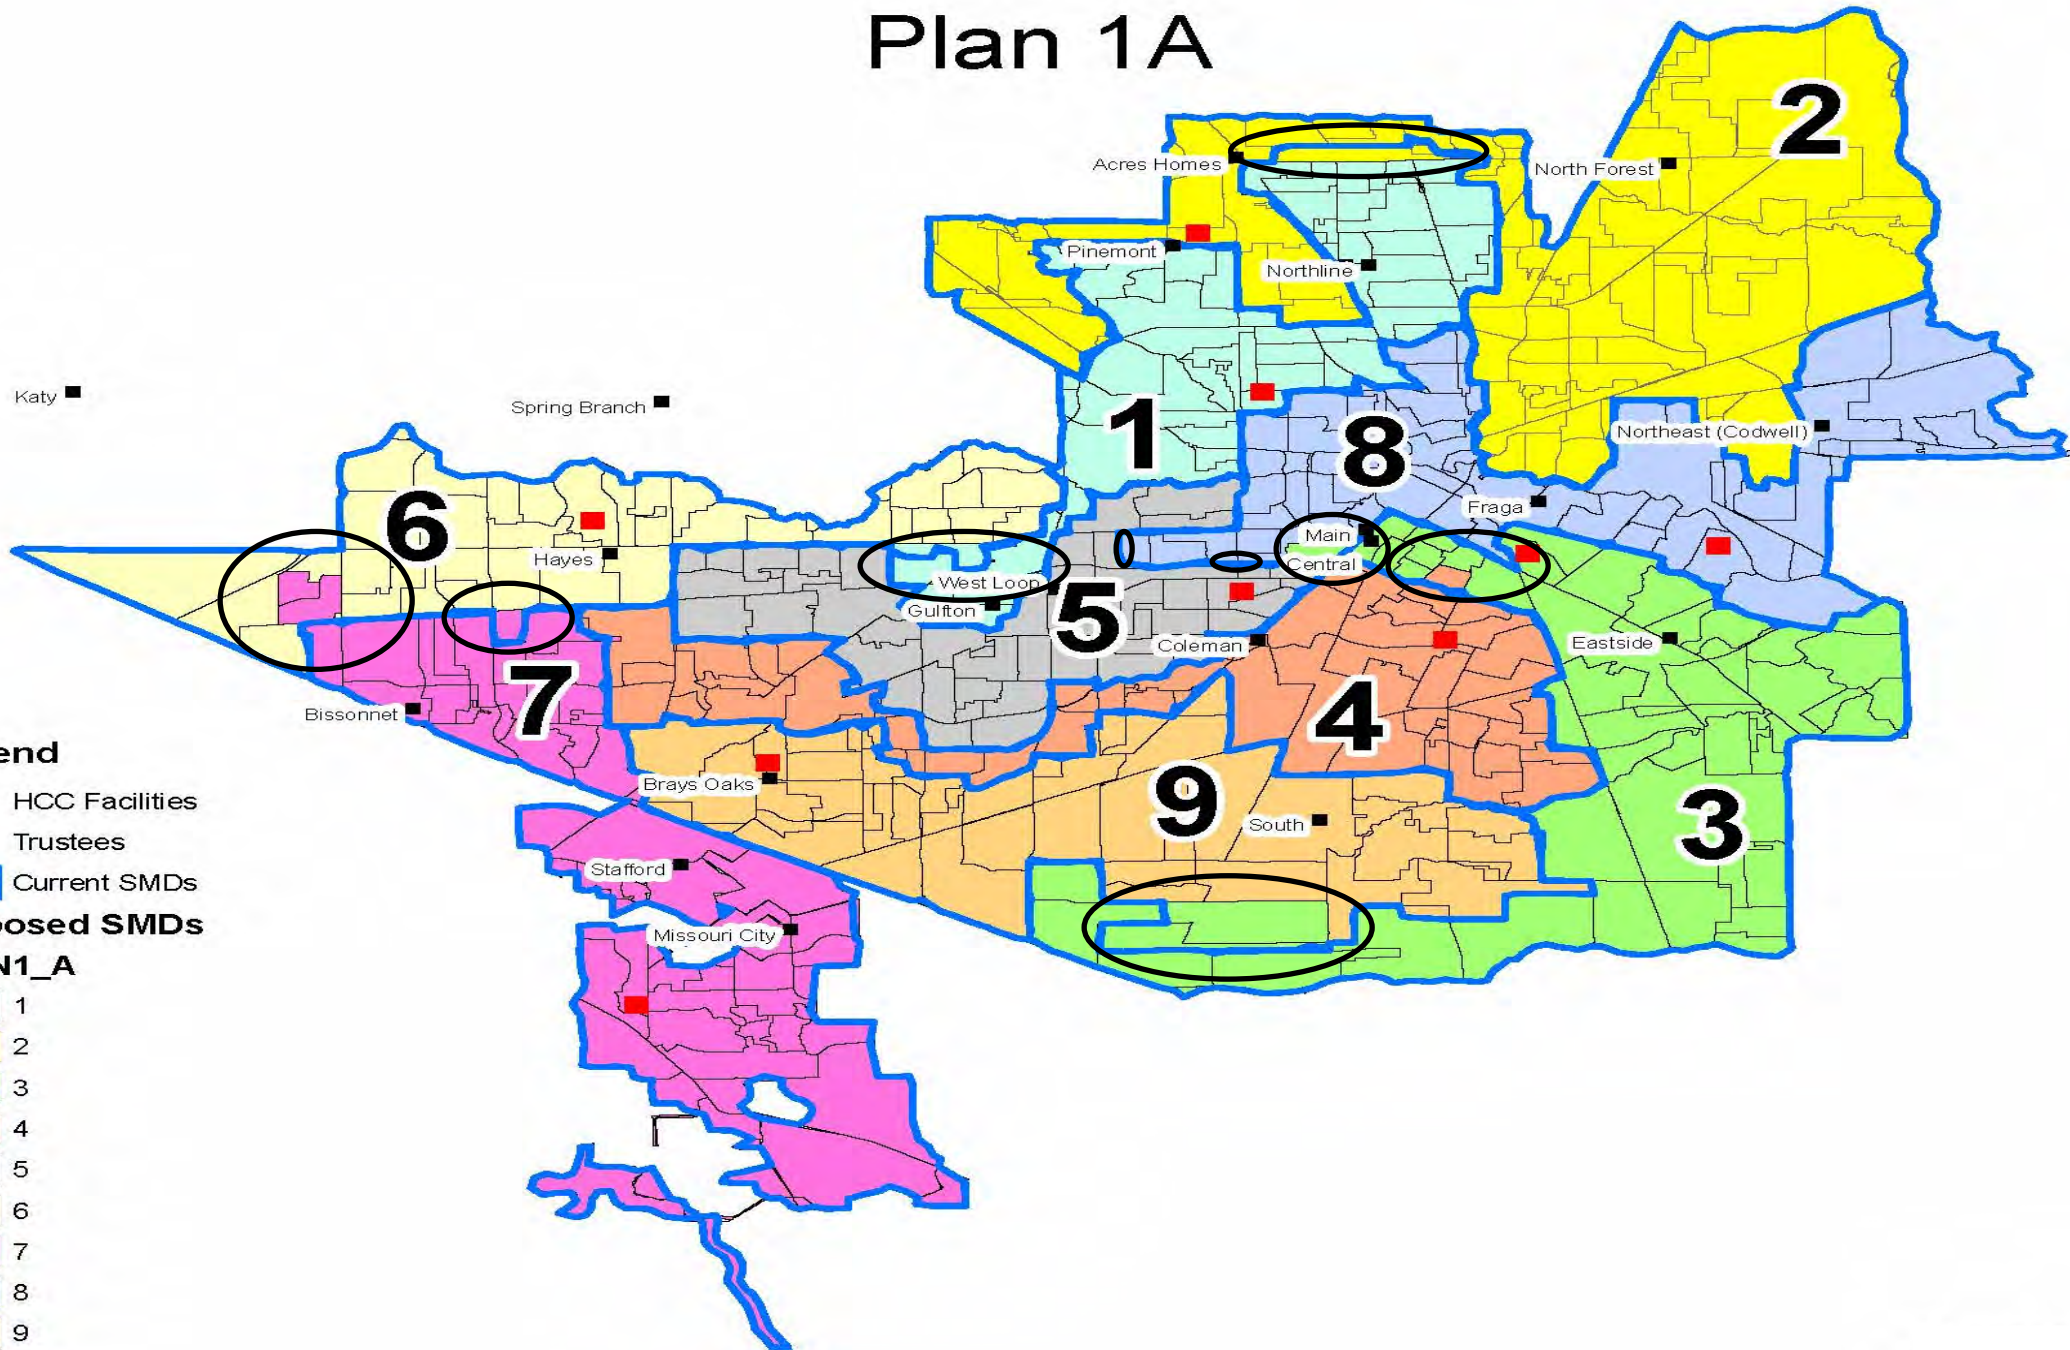 Plan 1A
2
Acres Homes
North Forest
Pinemont
Northline
Katy
Spring Branch
1
8
Northeast (Codwell)
6
Fraga
Hayes
Main
Central
West Loop
Gulfton
5
Coleman
Eastside
7
4
Bissonnet
Brays Oaks
9
South
3
Stafford
Missouri City
end
HCC Facilities
Trustees
Current SMDs
posed SMDs
N1_A
1
2
3
4
5
6
7
8
9